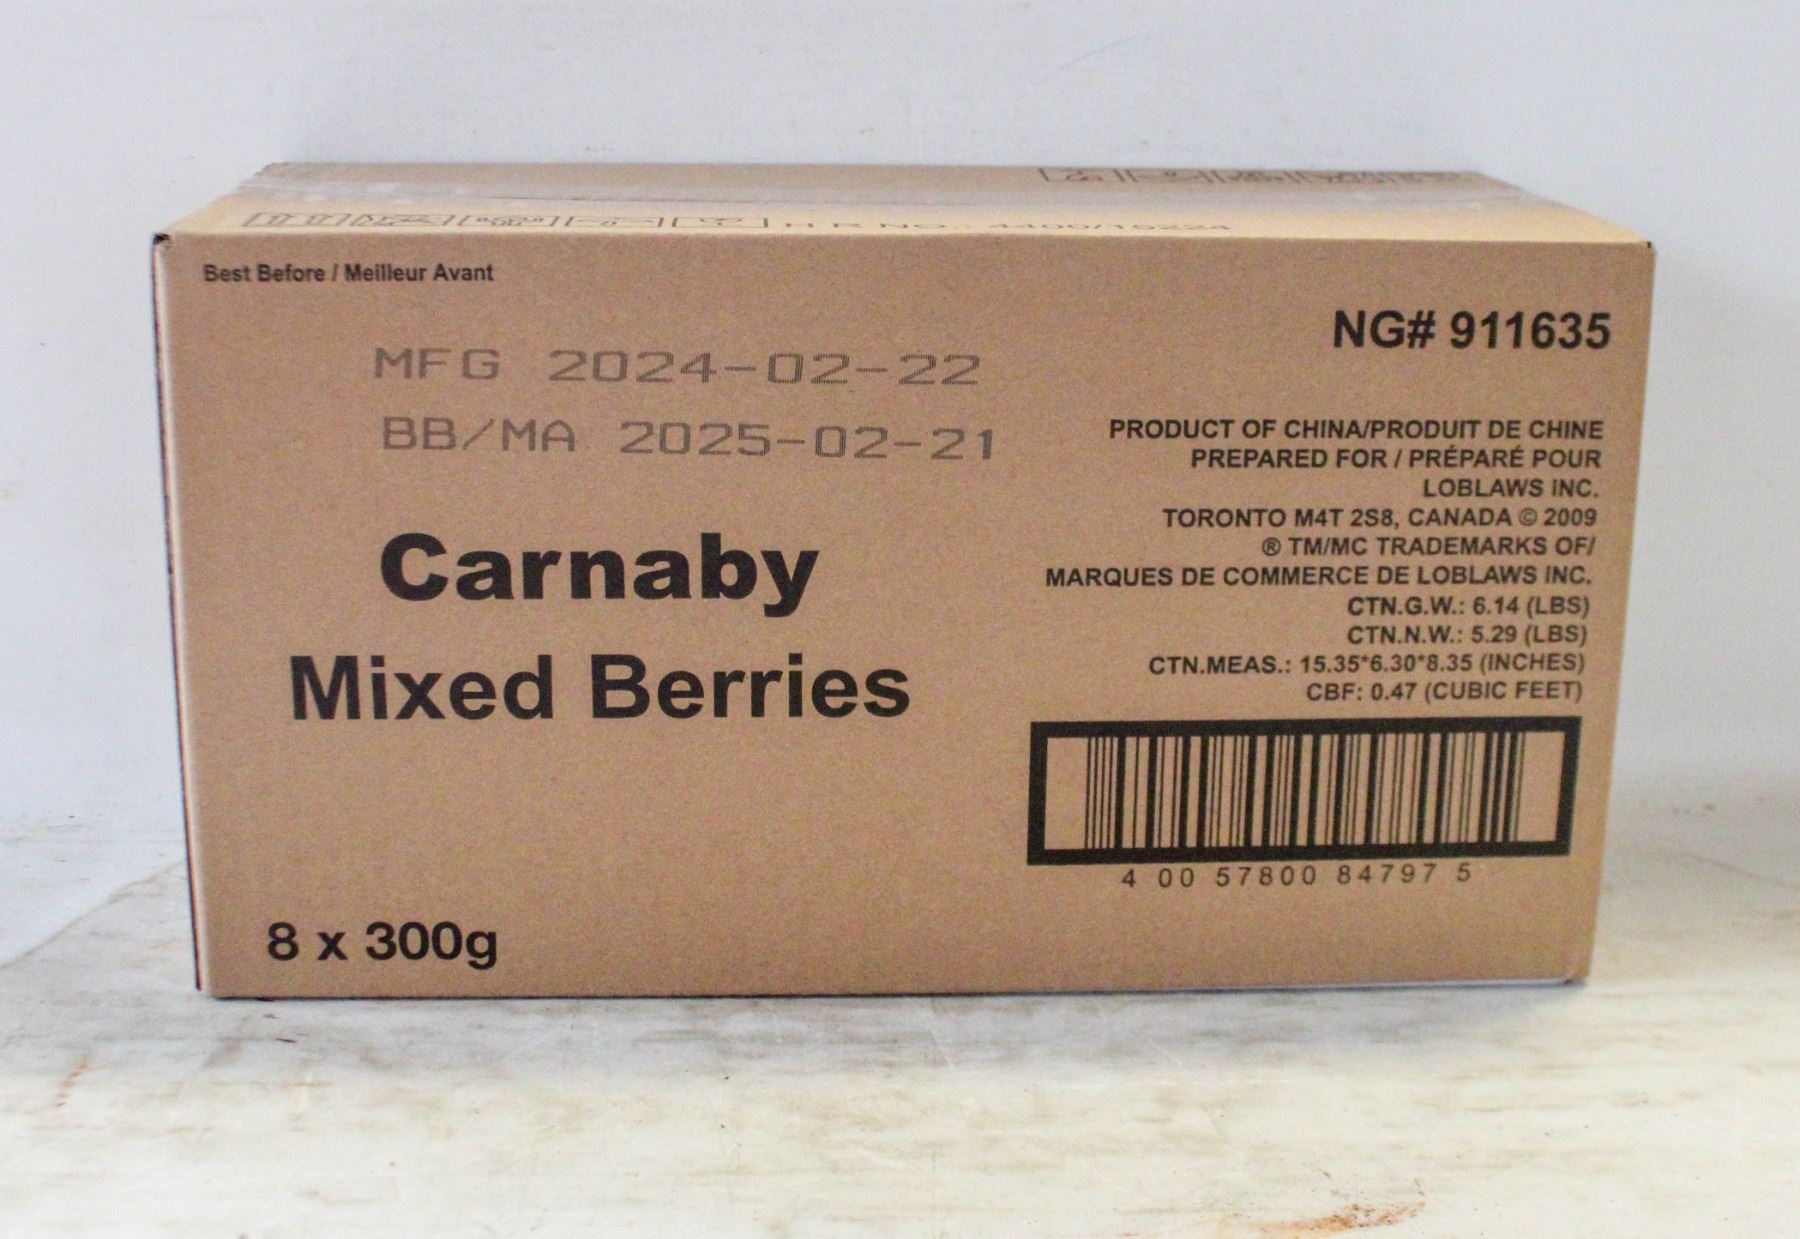 H R NO.: 4400/15224
Best Before / Meilleur Avant
MFG 2024-02-22
BB/MA 2025-02-21
Carnaby
Mixed Berries
8 x 300g
NG# 911635
PRODUCT OF CHINA/PRODUIT DE CHINE
PREPARED FOR / PRÉPARÉ POUR
LOBLAWS INC.
TORONTO M4T 2S8, CANADA © 2009
® TM/MC TRADEMARKS OF/
MARQUES DE COMMERCE DE LOBLAWS INC.
CTN.G.W.: 6.14 (LBS)
CTN.N.W.: 5.29 (LBS)
CTN.MEAS.: 15.35*6.30*8.35 (INCHES)
CBF: 0.47 (CUBIC FEET)
4 00 57800 84797 5